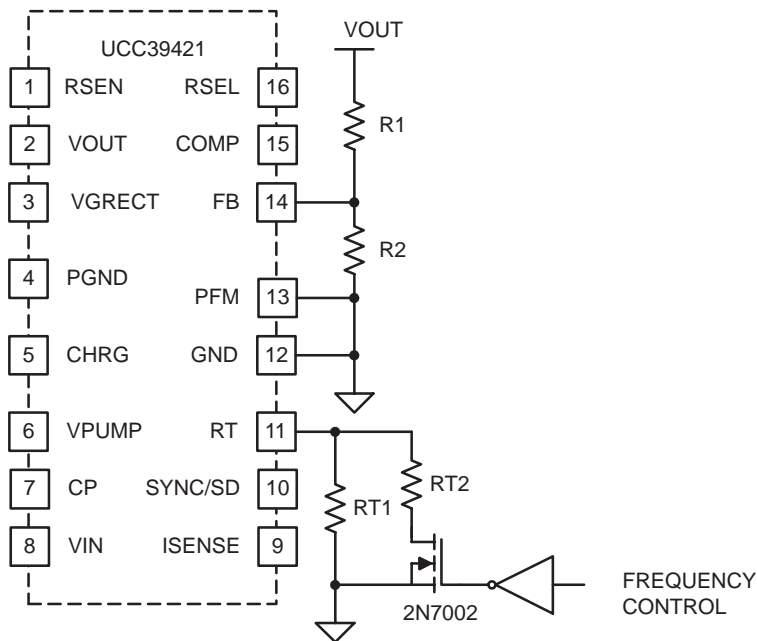 VOUT
UCC39421
1 RSEN RSEL 16
R1
2 VOUT COMP 15
3 VGRECT FB 14
R2
4 PGND
PFM 13
5 CHRG GND 12
6 VPUMP RT 11
RT2
7 CP SYNC/SD 10
RT1
8 VIN ISENSE 9
FREQUENCY
CONTROL
2N7002